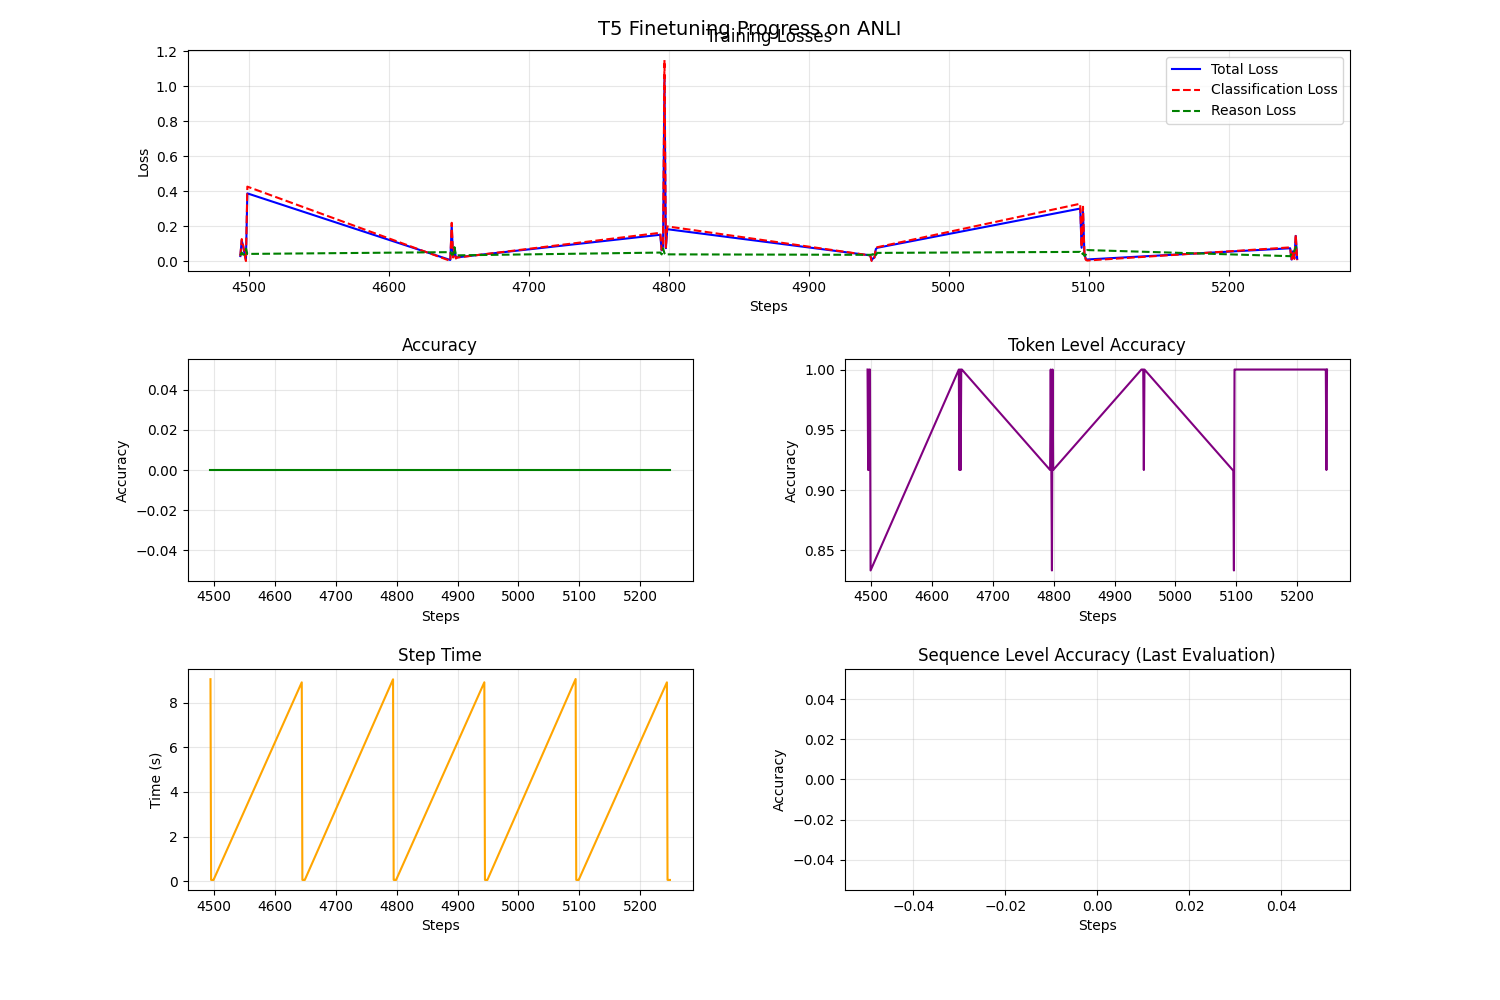 T5 Finetuning Progress on ANLI
Training Losses
1.2
1.0
0.8
0.6
0.4
0.2
0.0
Loss
Total Loss
Classification Loss
Reason Loss
4500 4600 4700 4800 4900 5000 5100 5200
Steps
Accuracy
0.04
0.02
0.00
−0.02
−0.04
Accuracy
4500 4600 4700 4800 4900 5000 5100 5200
Steps
Token Level Accuracy
1.00
0.95
0.90
0.85
Accuracy
4500 4600 4700 4800 4900 5000 5100 5200
Steps
Step Time
8
6
4
2
0
Time (s)
4500 4600 4700 4800 4900 5000 5100 5200
Steps
Sequence Level Accuracy (Last Evaluation)
0.04
0.02
0.00
−0.02
−0.04
Accuracy
−0.04 −0.02 0.00 0.02 0.04
Steps